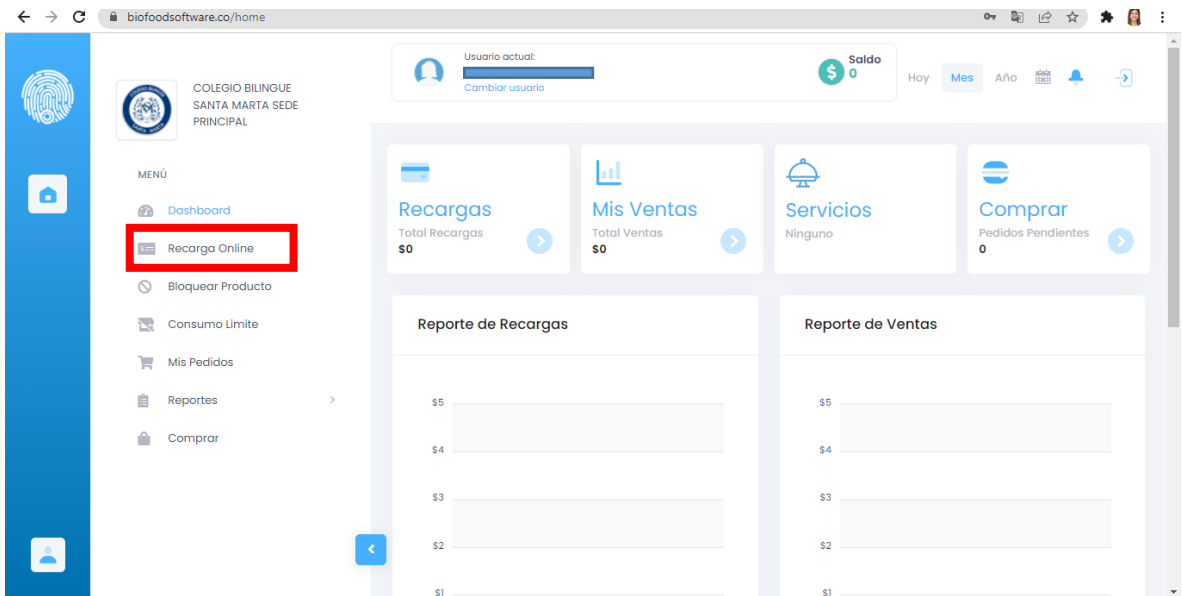 biofoodsoftware.co/home
COLEGIO BILINGUE
SANTA MARTA SEDE
PRINCIPAL
Usuario actual:
Cambiar usuario
$
Saldo
0
Hoy
Mes
Año
MENÚ
Dashboard
Recarga Online
Bloquear Producto
Consumo Limite
Mis Pedidos
Reportes
Comprar
Recargas
Total Recargas
$0
Mis Ventas
Total Ventas
$0
Servicios
Ninguno
Comprar
Pedidos Pendientes
0
Reporte de Recargas
$5
$4
$3
$2
$1
Reporte de Ventas
$5
$4
$3
$2
$1